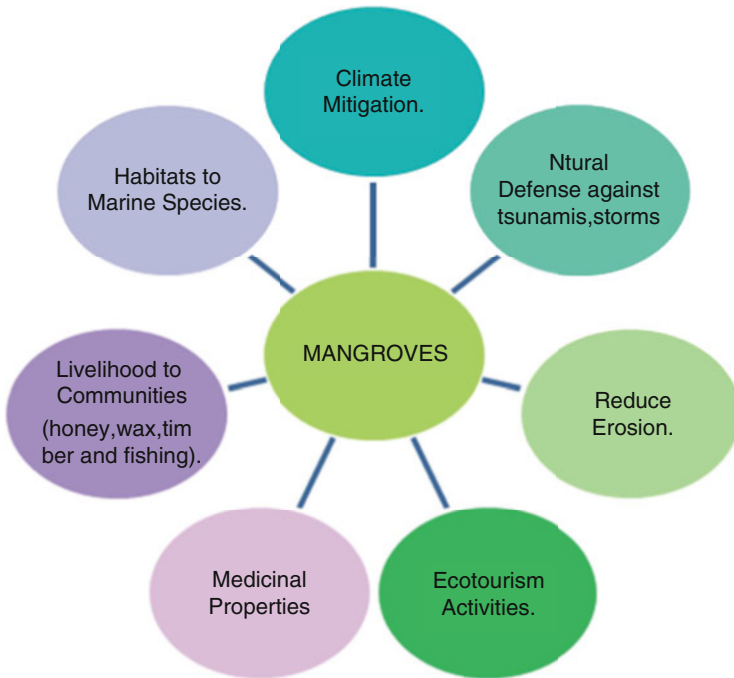 Climate
Mitigation.
Ntural
Defense against
tsunamis,storms
Habitats to
Marine Species.
MANGROVES
Livelihood to
Communities
(honey,wax,tim
ber and fishing).
Reduce
Erosion.
Medicinal
Properties
Ecotourism
Activities.